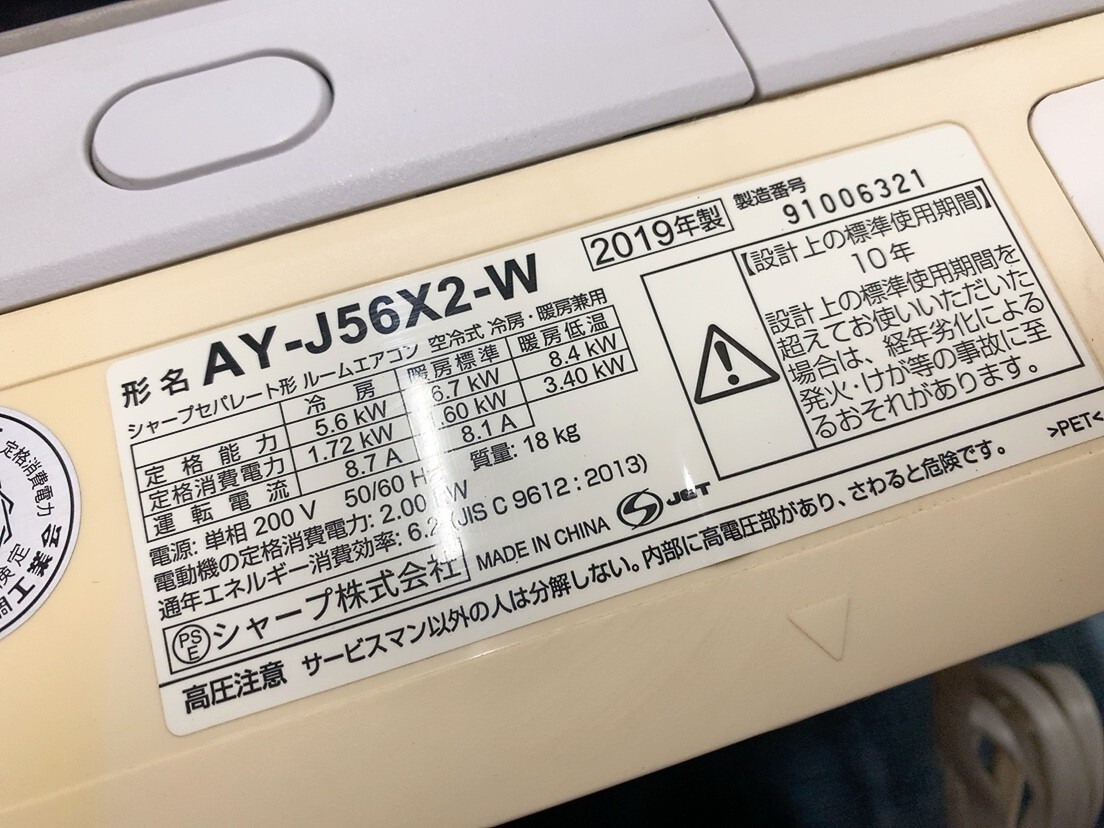 形名 AY-J56X2-W
2019年製
製造番号
91006321
シャープセパレート形 ルームエアコン 空冷式 冷房・暖房兼用
冷房 暖房標準 暖房低温
定格能力 5.6 kW 6.7 kW 8.4 kW
定格消費電力 1.72 kW .60 kW 3.40 kW
運転電流 8.7 A 8.1 A
電源: 単相 200 V 50/60 H 質量: 18 kg
電動機の定格消費電力: 2.00 W
通年エネルギー消費効率: 6.2 (JIS C 9612:2013)
PSE シャープ株式会社 MADE IN CHINA JET
【設計上の標準使用期間】
10年
設計上の標準使用期間を
超えてお使いいただいた
場合は、経年劣化による
発火・けが等の事故に至
るおそれがあります。
>PET<
高圧注意 サービスマン以外の人は分解しない。内部に高電圧部があり、さわると危険です。
定格消費電力
検定
工業会